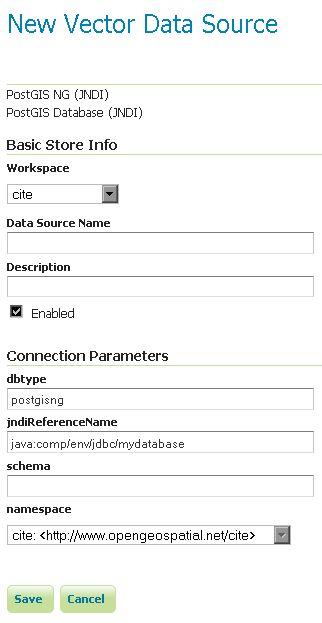 New Vector Data Source
PostGIS NG (JNDI)
PostGIS Database (JNDI)
Basic Store Info
Workspace
cite
Data Source Name
Description
Enabled
Connection Parameters
dbtype
postgisng
jndiReferenceName
java:comp/env/jdbc/mydatabase
schema
namespace
cite: <http://www.opengeospatial.net/cite>
Save Cancel